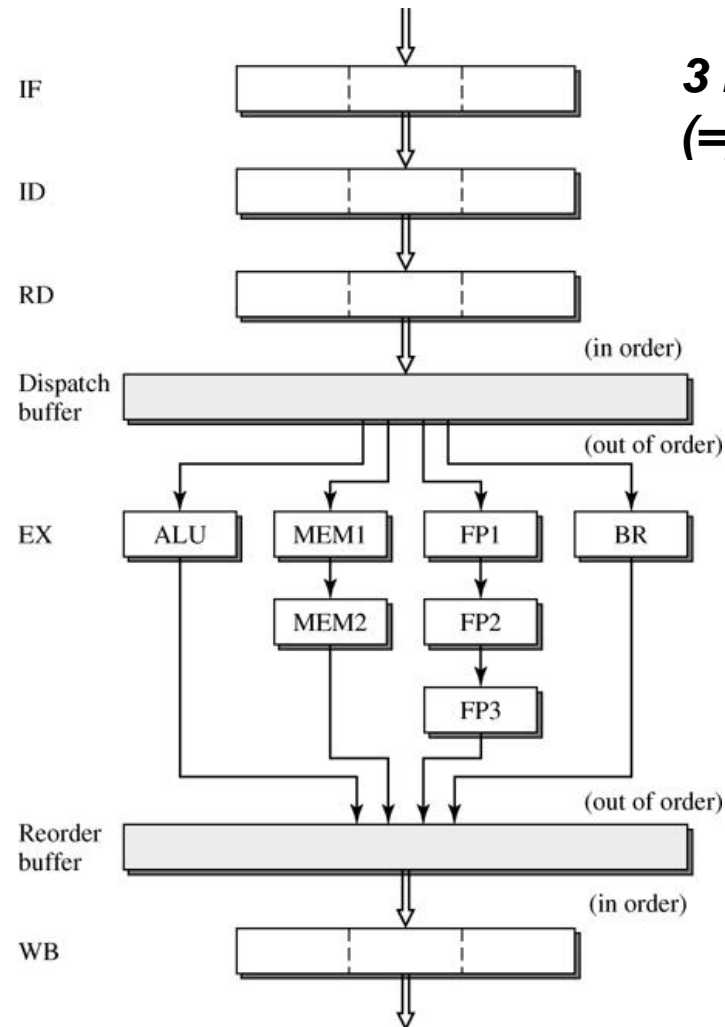 IF
3
(=
ID
RD
(in order)
Dispatch
buffer
(out of order)
EX
ALU MEM1 FP1 BR
MEM2 FP2
FP3
(out of order)
Reorder
buffer
(in order)
WB